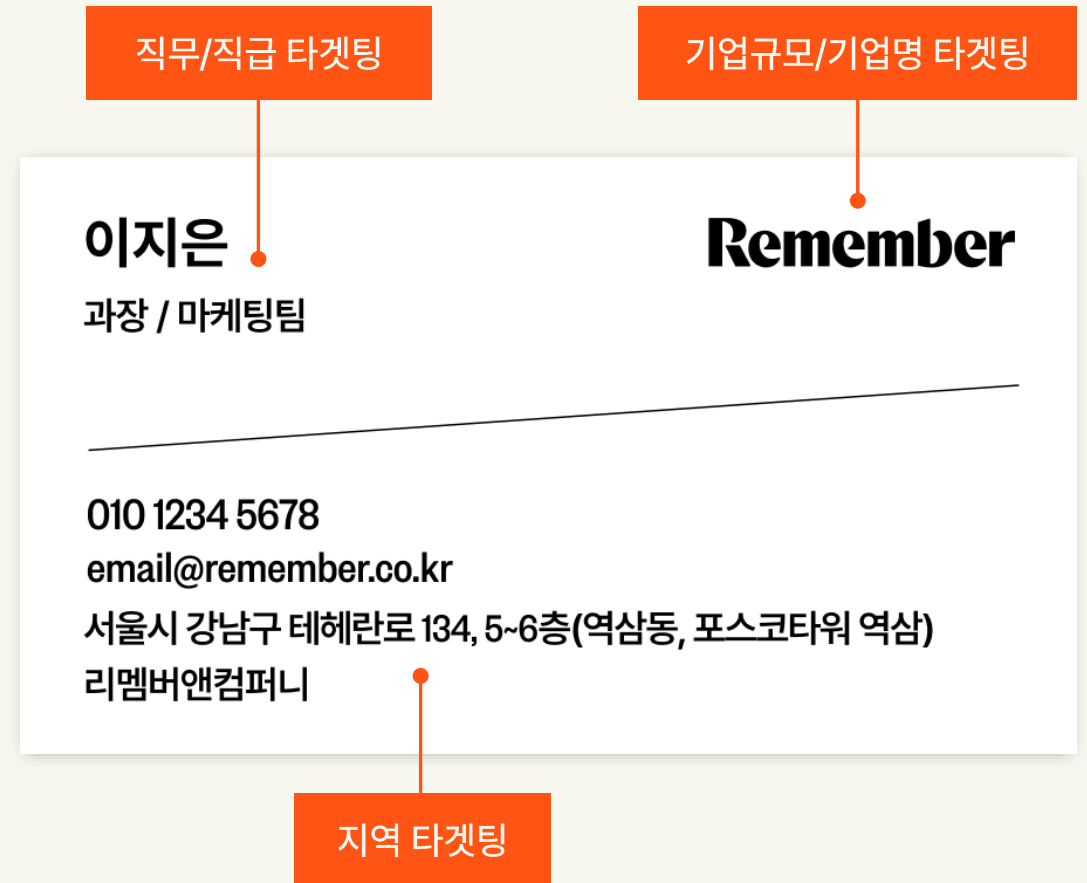 직무/직급 타겟팅
기업규모/기업명 타겟팅
이지은
Remember
과장 / 마케팅팀
010 1234 5678
email@remember.co.kr
서울시 강남구 테헤란로 134, 5~6층(역삼동, 포스코타워 역삼)
리멤버앤컴퍼니
지역 타겟팅